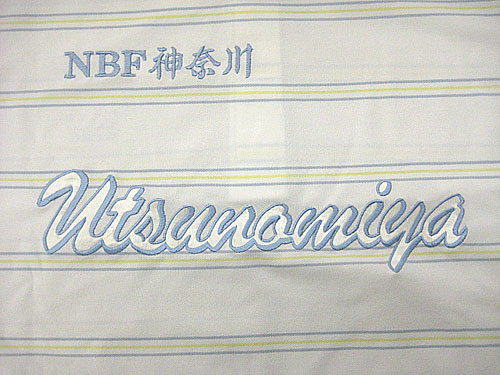 NBF神奈川
Utsunomiya